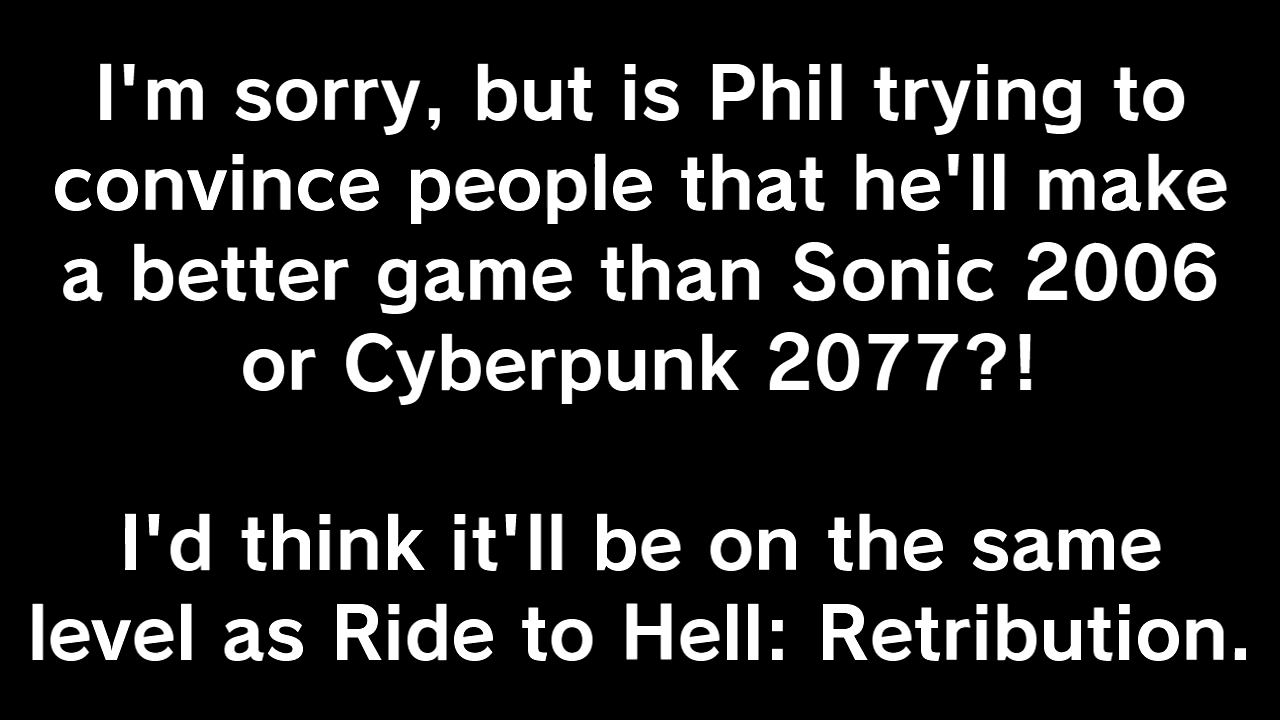 I'm sorry, but is Phil trying to
convince people that he'll make
a better game than Sonic 2006
or Cyberpunk 2077?!
I'd think it'll be on the same
level as Ride to Hell: Retribution.